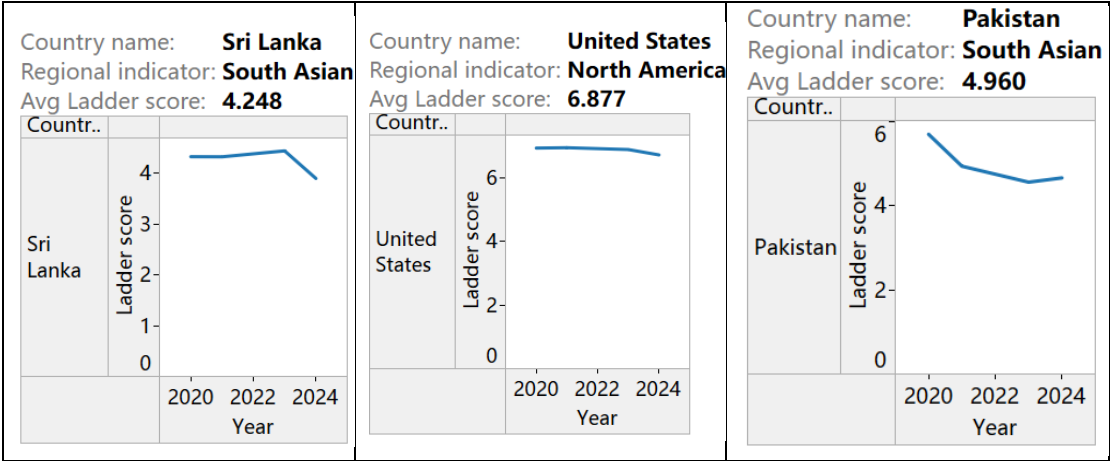 Country name: Sri Lanka
Regional indicator: South Asian
Avg Ladder score: 4.248
Countr..
Sri
Lanka
Ladder score
4
3
2
1
0
2020 2022 2024
Year
Country name: United States
Regional indicator: North America
Avg Ladder score: 6.877
Countr..
United
States
Ladder score
6
4
2
0
2020 2022 2024
Year
Country name: Pakistan
Regional indicator: South Asian
Avg Ladder score: 4.960
Countr..
Pakistan
Ladder score
6
4
2
0
2020 2022 2024
Year